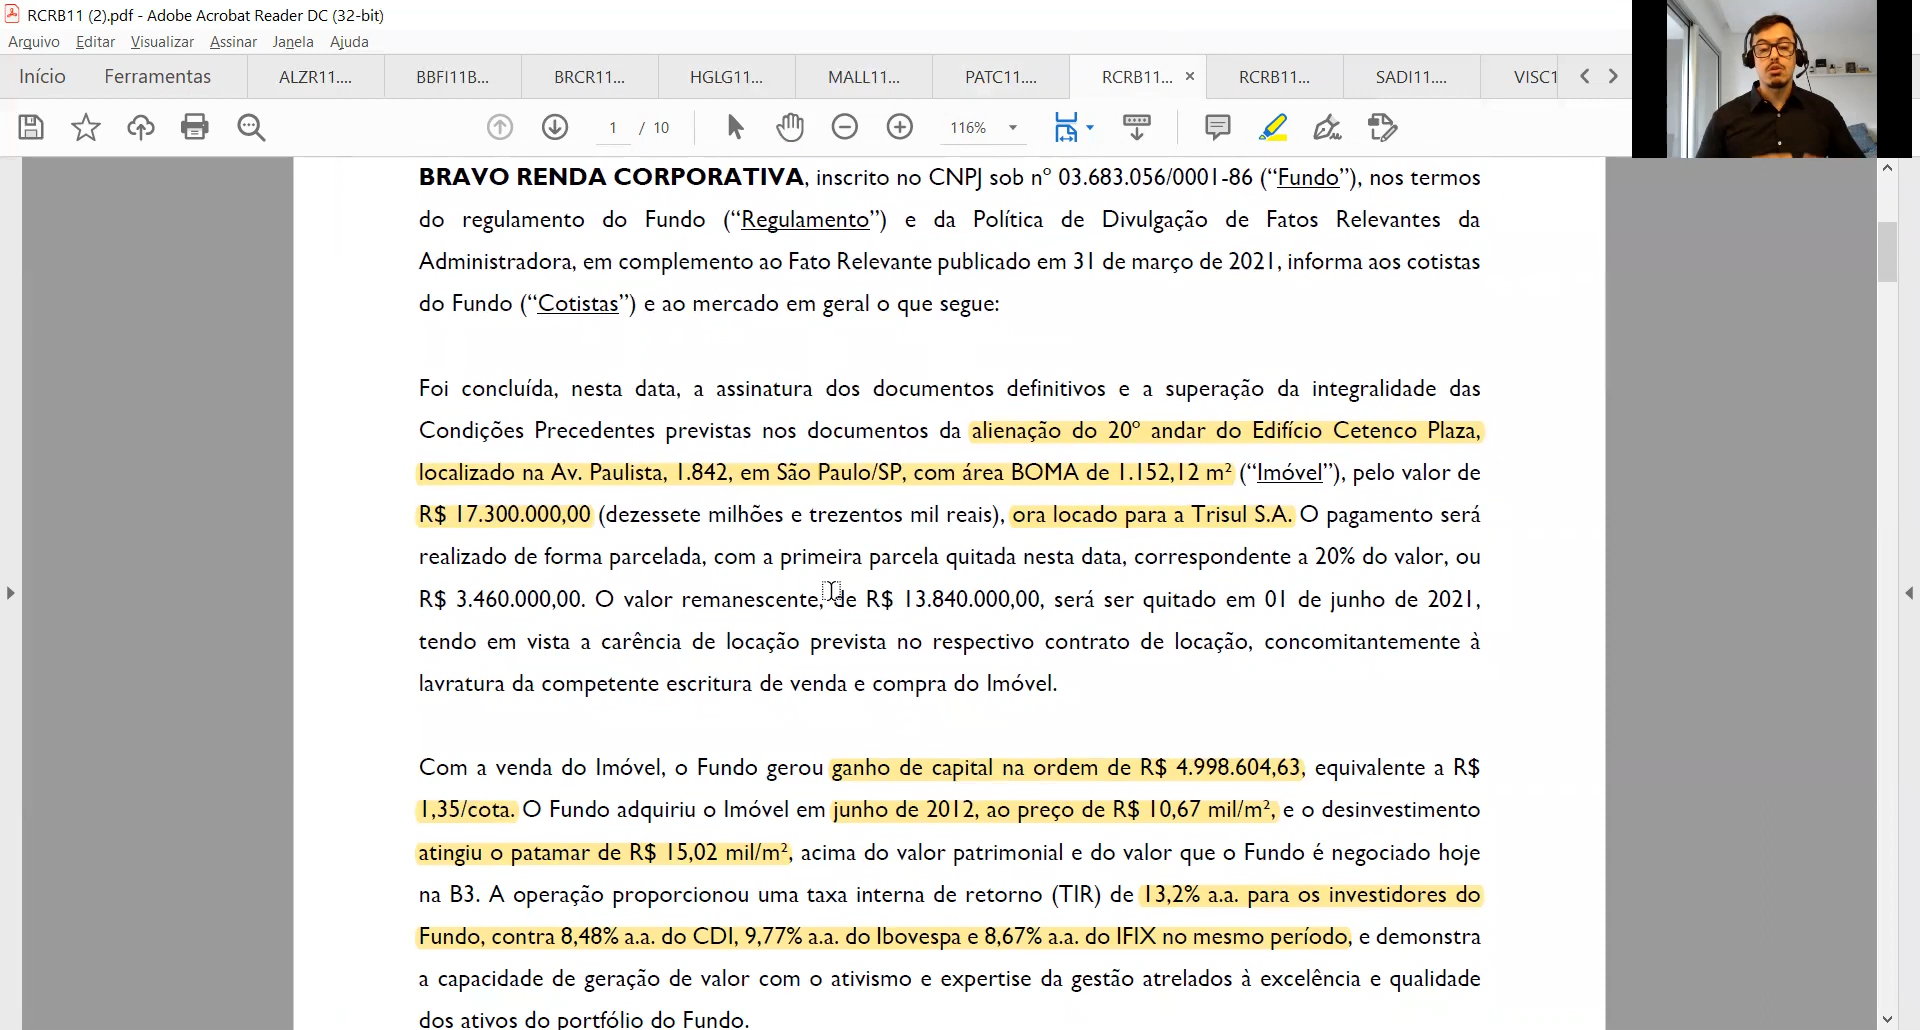 RCRB11 (2).pdf - Adobe Acrobat Reader DC (32-bit)
Arquivo Editar Visualizar Assinar Janela Ajuda
Início Ferramentas ALZR11.... BBFI11B... BRCR11... HGLG11... MALL11... PATC11.... RCRB11... × RCRB11... SADI11.... VISC1
1 / 10 116%
BRAVO RENDA CORPORATIVA, inscrito no CNPJ sob nº 03.683.056/0001-86 (“Fundo”), nos termos
do regulamento do Fundo (“Regulamento”) e da Política de Divulgação de Fatos Relevantes da
Administradora, em complemento ao Fato Relevante publicado em 31 de março de 2021, informa aos cotistas
do Fundo (“Cotistas”) e ao mercado em geral o que segue:
Foi concluída, nesta data, a assinatura dos documentos definitivos e a superação da integralidade das
Condições Precedentes previstas nos documentos da alienação do 20º andar do Edifício Cetenco Plaza,
localizado na Av. Paulista, 1.842, em São Paulo/SP, com área BOMA de 1.152,12 m² (“Imóvel”), pelo valor de
R$ 17.300.000,00 (dezessete milhões e trezentos mil reais), ora locado para a Trisul S.A. O pagamento será
realizado de forma parcelada, com a primeira parcela quitada nesta data, correspondente a 20% do valor, ou
R$ 3.460.000,00. O valor remanescente, de R$ 13.840.000,00, será ser quitado em 01 de junho de 2021,
tendo em vista a carência de locação prevista no respectivo contrato de locação, concomitantemente à
lavratura da competente escritura de venda e compra do Imóvel.
Com a venda do Imóvel, o Fundo gerou ganho de capital na ordem de R$ 4.998.604,63, equivalente a R$
1,35/cota. O Fundo adquiriu o Imóvel em junho de 2012, ao preço de R$ 10,67 mil/m², e o desinvestimento
atingiu o patamar de R$ 15,02 mil/m², acima do valor patrimonial e do valor que o Fundo é negociado hoje
na B3. A operação proporcionou uma taxa interna de retorno (TIR) de 13,2% a.a. para os investidores do
Fundo, contra 8,48% a.a. do CDI, 9,77% a.a. do Ibovespa e 8,67% a.a. do IFIX no mesmo período, e demonstra
a capacidade de geração de valor com o ativismo e expertise da gestão atrelados à excelência e qualidade
dos ativos do portfólio do Fundo.